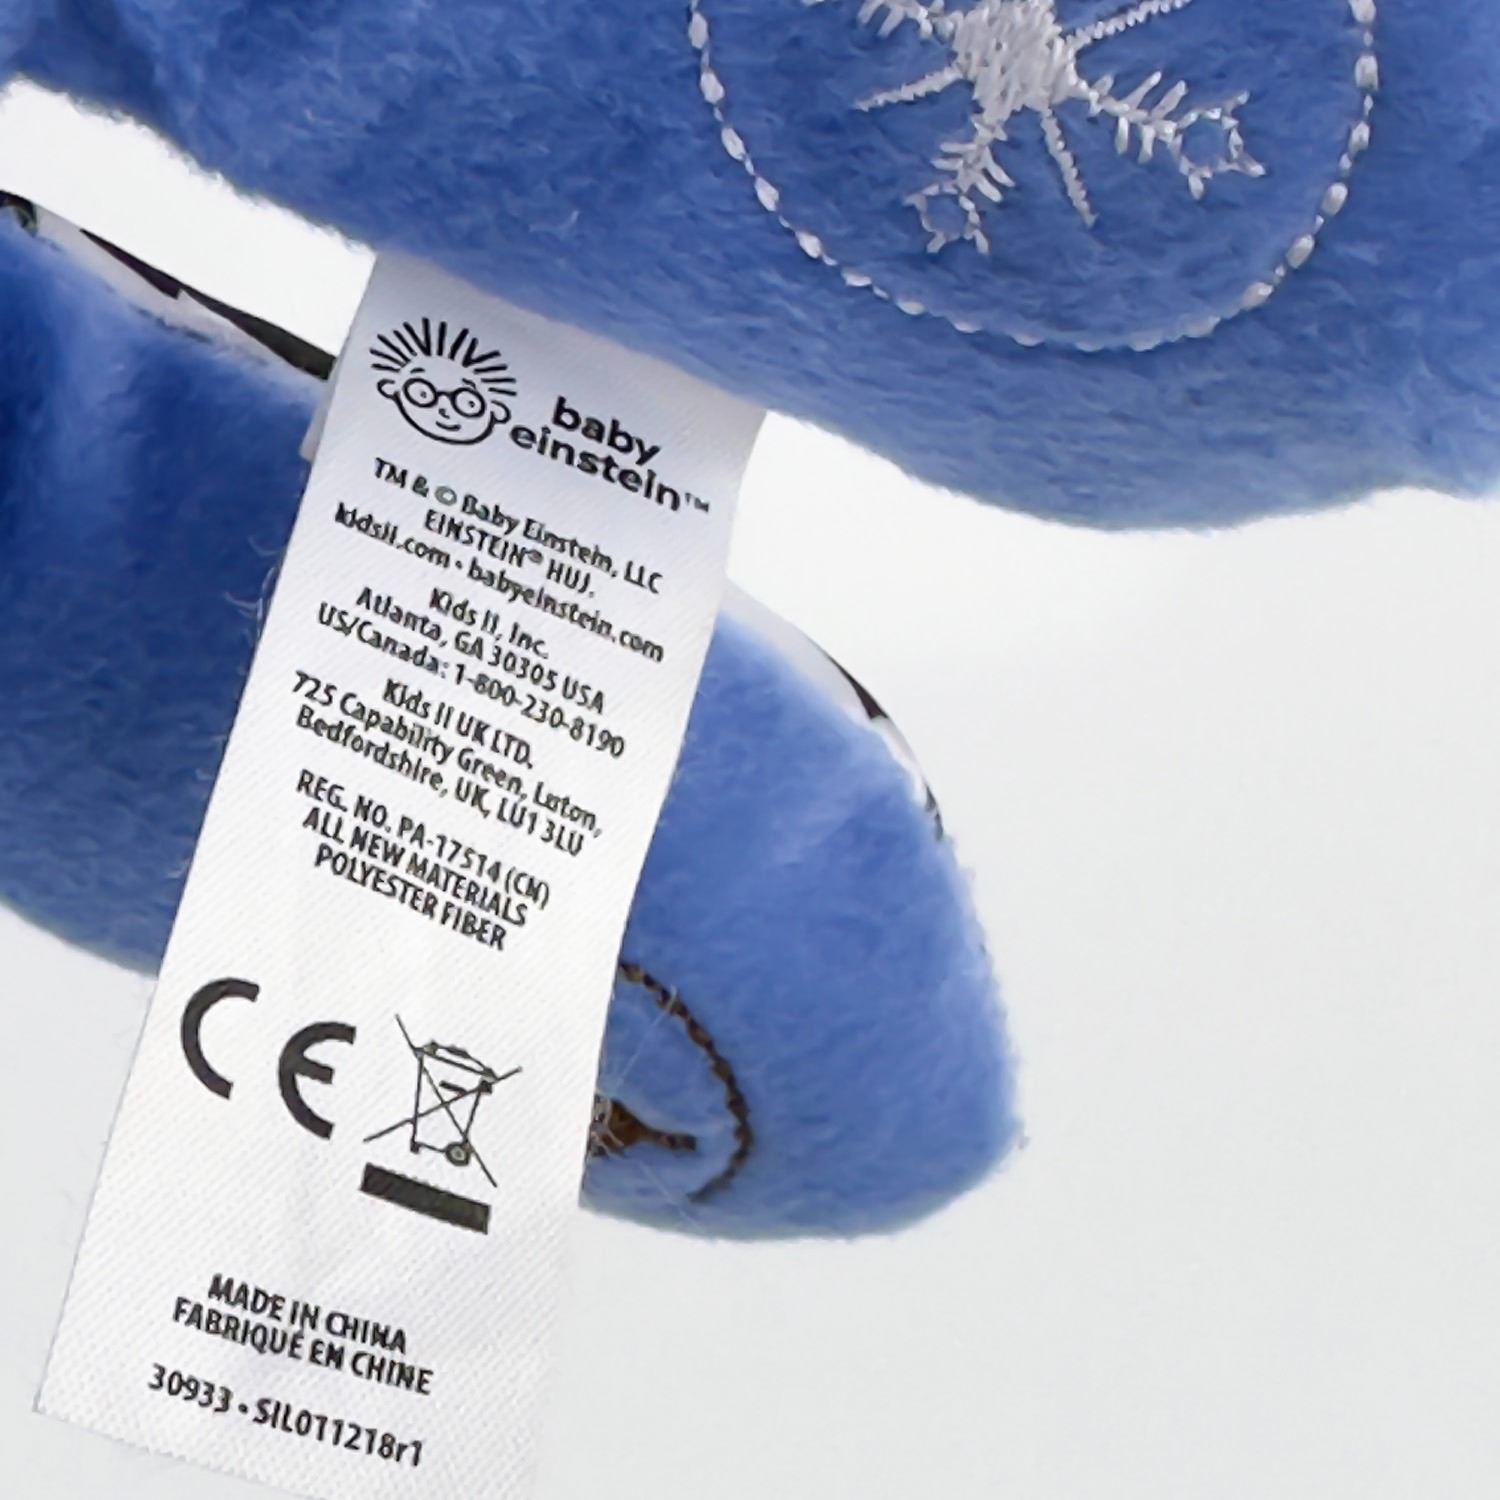 baby
einstein™
TM & © Baby Einstein, LLC
EINSTEIN® HUJ.
kidsii.com • babyeinstein.com
Kids II, Inc.
Atlanta, GA 30305 USA
US/Canada: 1-800-230-8190
Kids II UK LTD.
725 Capability Green, Luton,
Bedfordshire, UK, LU1 3LU
REG. NO. PA-17514 (CN)
ALL NEW MATERIALS
POLYESTER FIBER
CE
MADE IN CHINA
FABRIQUÉ EN CHINE
30933 • SIL011218r1